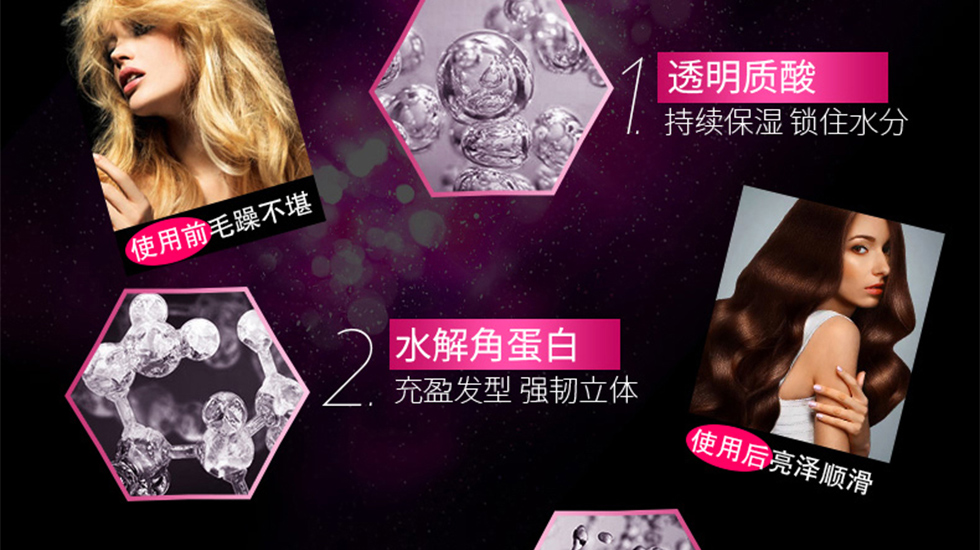 1.
透明质酸
持续保湿 锁住水分
使用前毛躁不堪
2.
水解角蛋白
充盈发型 强韧立体
使用后亮泽顺滑